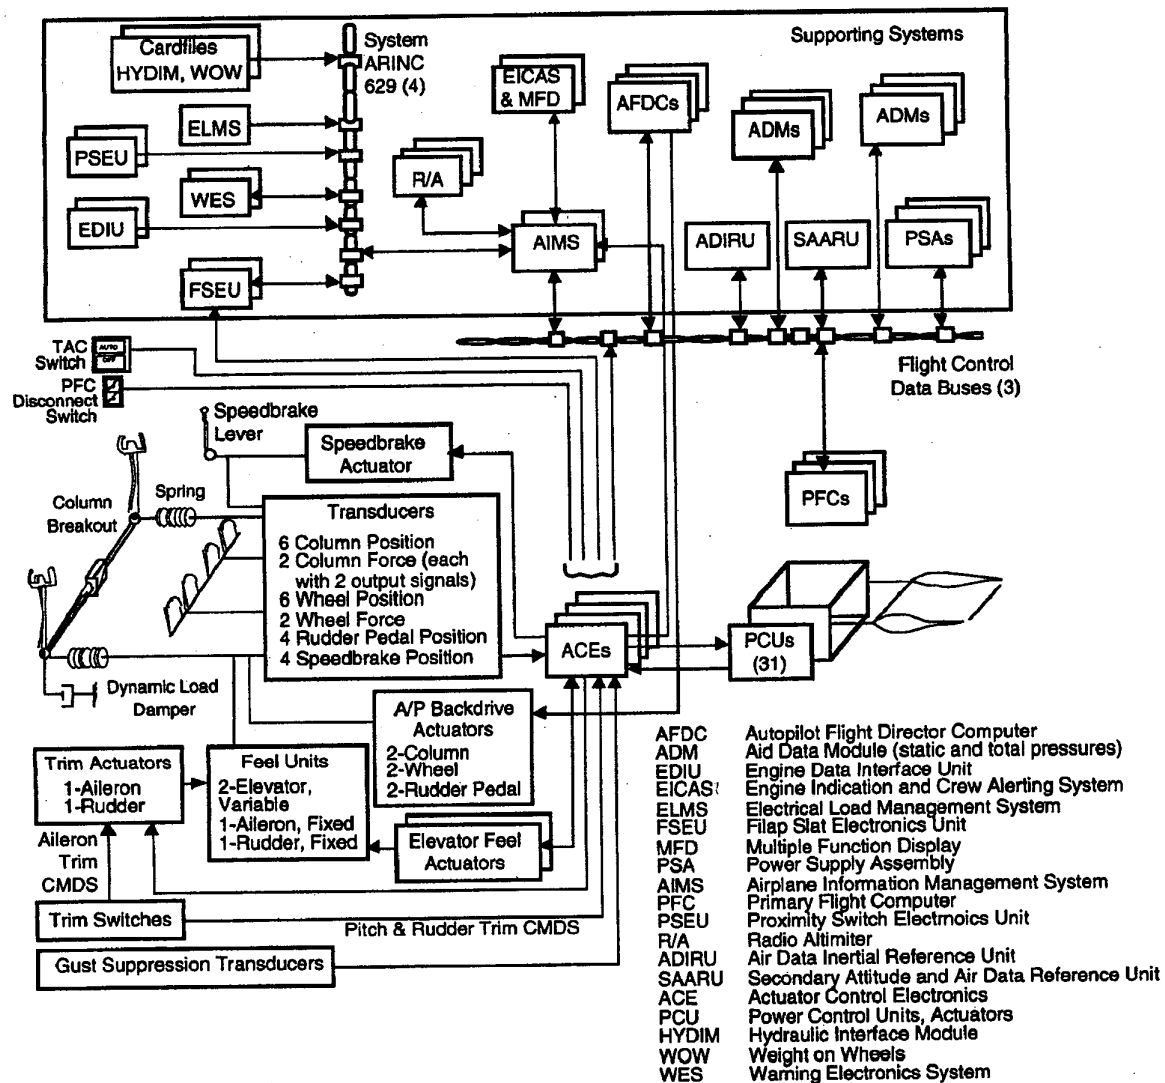 Supporting Systems
Cardfiles
HYDIM, WOW
System
ARINC
629 (4)
EICAS
& MFD
AFDCs
ADMs
ADMs
ELMS
PSEU
R/A
WES
EDIU
AIMS
ADIRU
SAARU
PSAs
FSEU
TAC
Switch
AUTO
OFF
PFC
Disconnect
Switch
Flight Control
Data Buses (3)
Speedbrake
Lever
Speedbrake
Actuator
Column
Breakout
Spring
PFCs
Transducers
6 Column Position
2 Column Force (each
with 2 output signals)
6 Wheel Position
2 Wheel Force
4 Rudder Pedal Position
4 Speedbrake Position
ACEs
PCUs
(31)
Dynamic Load
Damper
A/P Backdrive
Actuators
2-Column
2-Wheel
2-Rudder Pedal
Trim Actuators
1-Aileron
1-Rudder
Feel Units
2-Elevator,
Variable
1-Aileron, Fixed
1-Rudder, Fixed
Elevator Feel
Actuators
Aileron
Trim
CMDS
Trim Switches
Pitch & Rudder Trim CMDS
Gust Suppression Transducers
AFDC Autopilot Flight Director Computer
ADM Aid Data Module (static and total pressures)
EDIU Engine Data Interface Unit
EICAS Engine Indication and Crew Alerting System
ELMS Electrical Load Management System
FSEU Filap Slat Electronics Unit
MFD Multiple Function Display
PSA Power Supply Assembly
AIMS Airplane Information Management System
PFC Primary Flight Computer
PSEU Proximity Switch Electrnoics Unit
R/A Radio Altimiter
ADIRU Air Data Inertial Reference Unit
SAARU Secondary Attitude and Air Data Reference Unit
ACE Actuator Control Electronics
PCU Power Control Units, Actuators
HYDIM Hydraulic Interface Module
WOW Weight on Wheels
WES Warning Electronics System